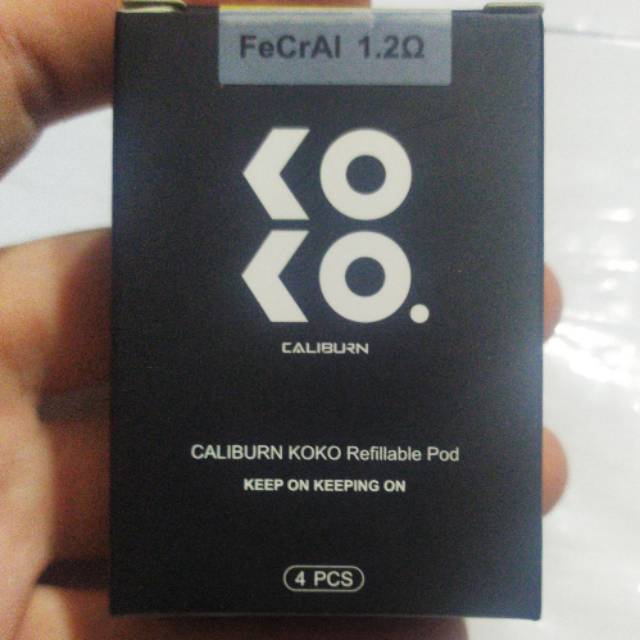 FeCrAl 1.2Ω
KO
KO.
CALIBURN
CALIBURN KOKO Refillable Pod
KEEP ON KEEPING ON
4 PCS